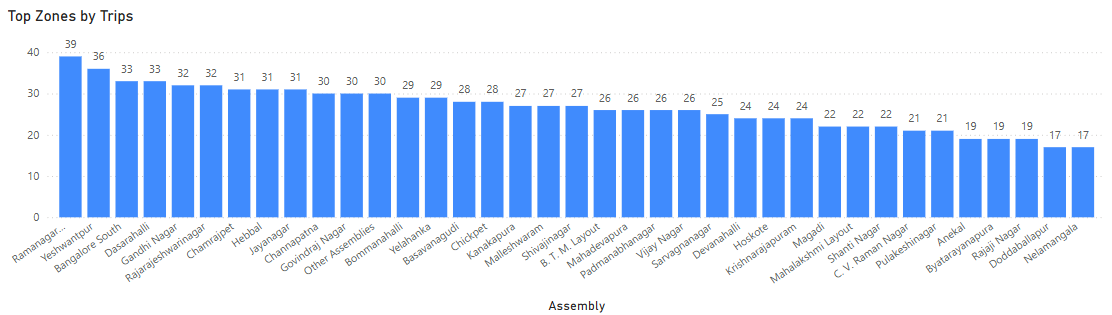 Top Zones by Trips
40
30
20
10
0
39
36
33
33
32
32
31
31
31
30
30
30
29
29
28
28
27
27
27
26
26
26
26
25
24
24
24
22
22
22
21
21
19
19
19
17
17
Ramanagar...
Yeshwantpur
Bangalore South
Dasarahalli
Gandhi Nagar
Rajarajeshwarinagar
Chamrajpet
Hebbal
Jayanagar
Channapatna
Govindraj Nagar
Other Assemblies
Bommanahalli
Yelahanka
Basavanagudi
Chickpet
Kanakapura
Malleshwaram
Shivajinagar
B. T. M. Layout
Mahadevapura
Padmanabhanagar
Vijay Nagar
Sarvagnanagar
Devanahalli
Hoskote
Krishnarajapuram
Magadi
Mahalakshmi Layout
Shanti Nagar
C. V. Raman Nagar
Pulakeshinagar
Anekal
Byatarayanapura
Rajaji Nagar
Doddaballapur
Nelamangala
Assembly